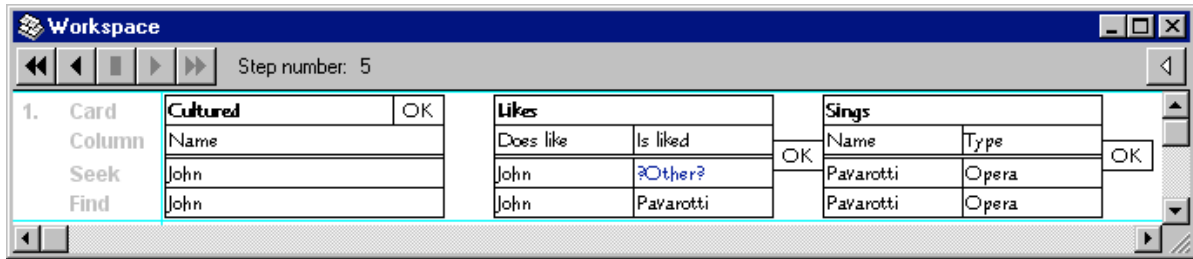 Workspace
Step number: 5
1. Card Cultured OK Likes Sings
Column Name Does like Is liked OK Name Type OK
Seek John John ?Other? Pavarotti Opera
Find John John Pavarotti Pavarotti Opera